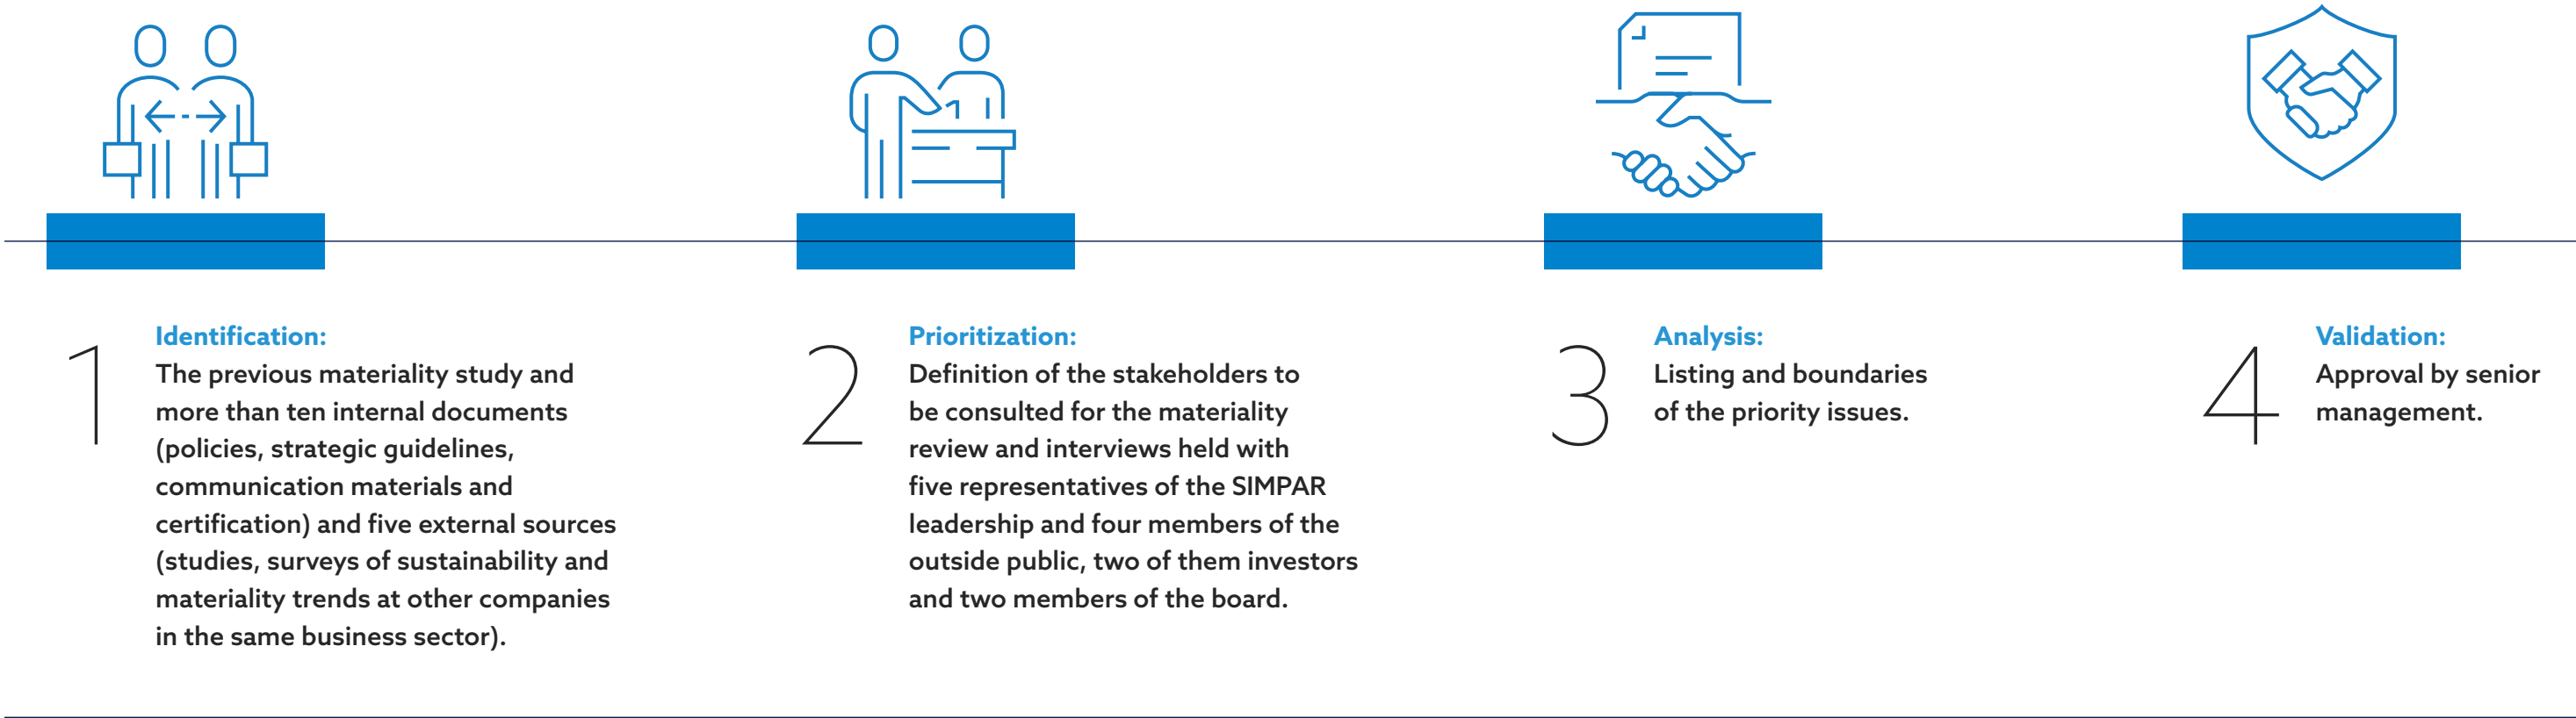 1
Identification:
The previous materiality study and
more than ten internal documents
(policies, strategic guidelines,
communication materials and
certification) and five external sources
(studies, surveys of sustainability and
materiality trends at other companies
in the same business sector).
2
Prioritization:
Definition of the stakeholders to
be consulted for the materiality
review and interviews held with
five representatives of the SIMPAR
leadership and four members of the
outside public, two of them investors
and two members of the board.
3
Analysis:
Listing and boundaries
of the priority issues.
4
Validation:
Approval by senior
management.